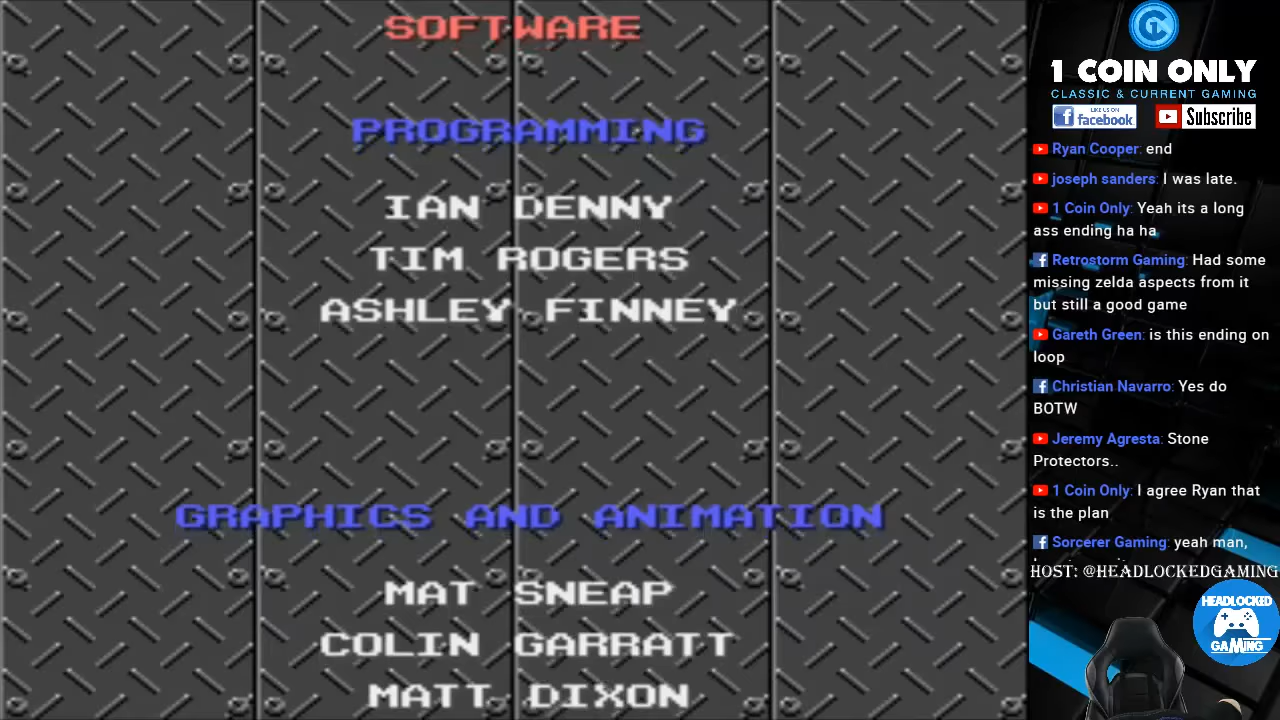 SOFTWARE
PROGRAMMING
IAN DENNY
TIM ROGERS
ASHLEY FINNEY
GRAPHICS AND ANIMATION
MAT SNEAP
COLIN GARRATT
MATT DIXON
1 COIN ONLY
CLASSIC & CURRENT GAMING
LIKE US ON
facebook
Subscribe
Ryan Cooper: end
joseph sanders: I was late.
1 Coin Only: Yeah its a long
ass ending ha ha
Retrostorm Gaming: Had some
missing zelda aspects from it
but still a good game
Gareth Green: is this ending on
loop
Christian Navarro: Yes do
BOTW
Jeremy Agresta: Stone
Protectors..
1 Coin Only: I agree Ryan that
is the plan
Sorcerer Gaming: yeah man,
HOST: @HEADLOCKEDGAMING
HEADLOCKED
GAMING